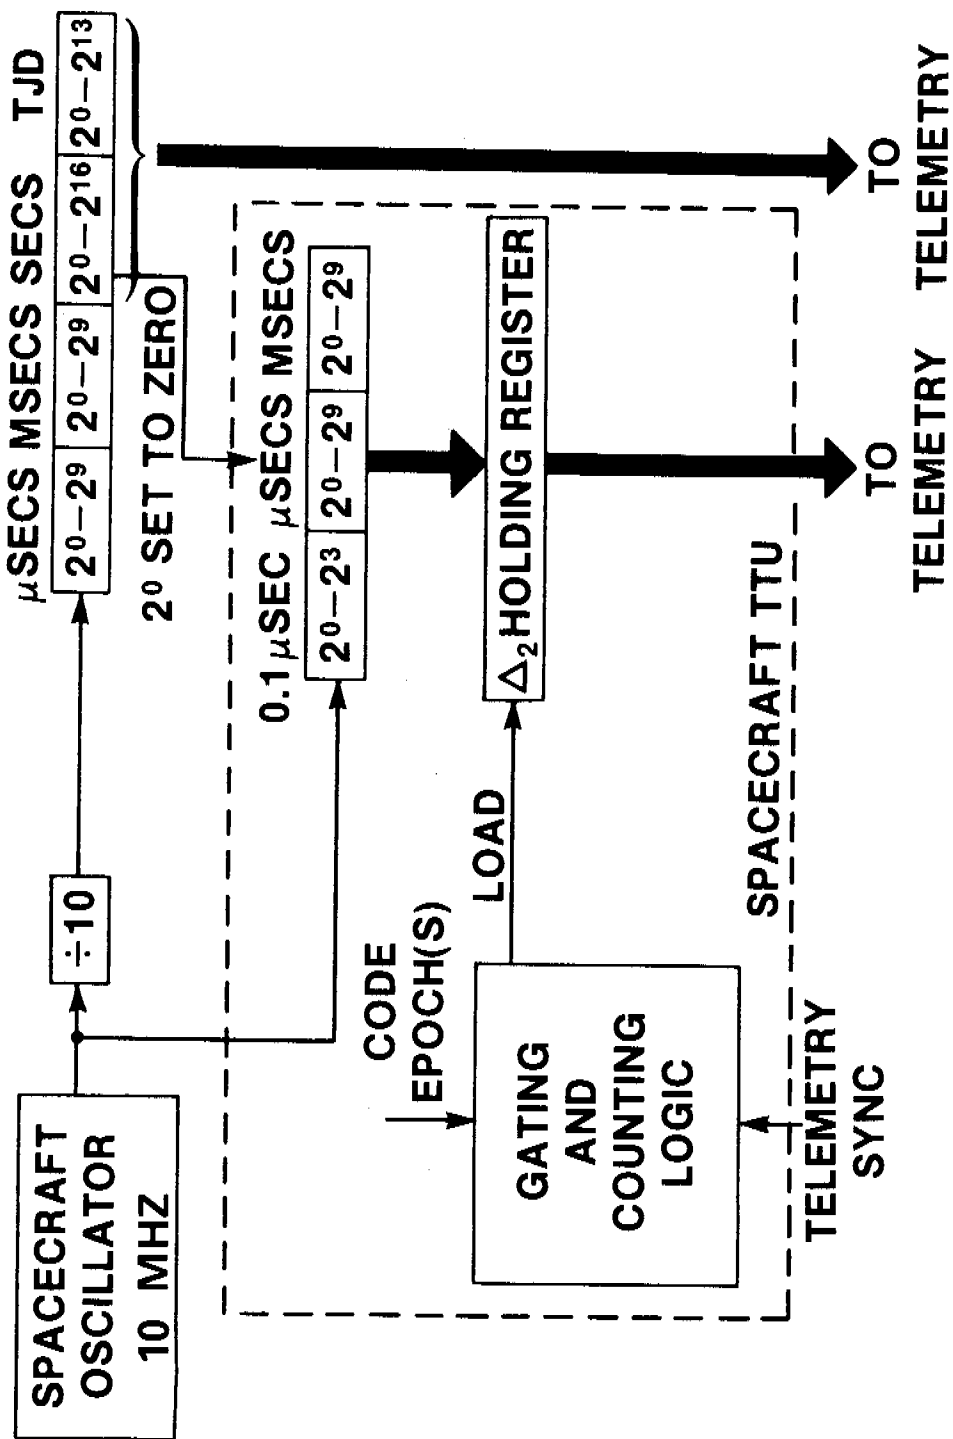 SPACECRAFT
OSCILLATOR
10 MHZ
÷10
μSECS MSECS SECS TJD
2⁰–2⁹ 2⁰–2⁹ 2⁰–2¹⁶ 2⁰–2¹³
2⁰ SET TO ZERO
0.1 μSEC μSECS MSECS
2⁰–2³ 2⁰–2⁹ 2⁰–2⁹
CODE
EPOCH(S)
LOAD
Δ₂HOLDING REGISTER
GATING
AND
COUNTING
LOGIC
SPACECRAFT TTU
TELEMETRY
SYNC
TO
TELEMETRY
TO
TELEMETRY